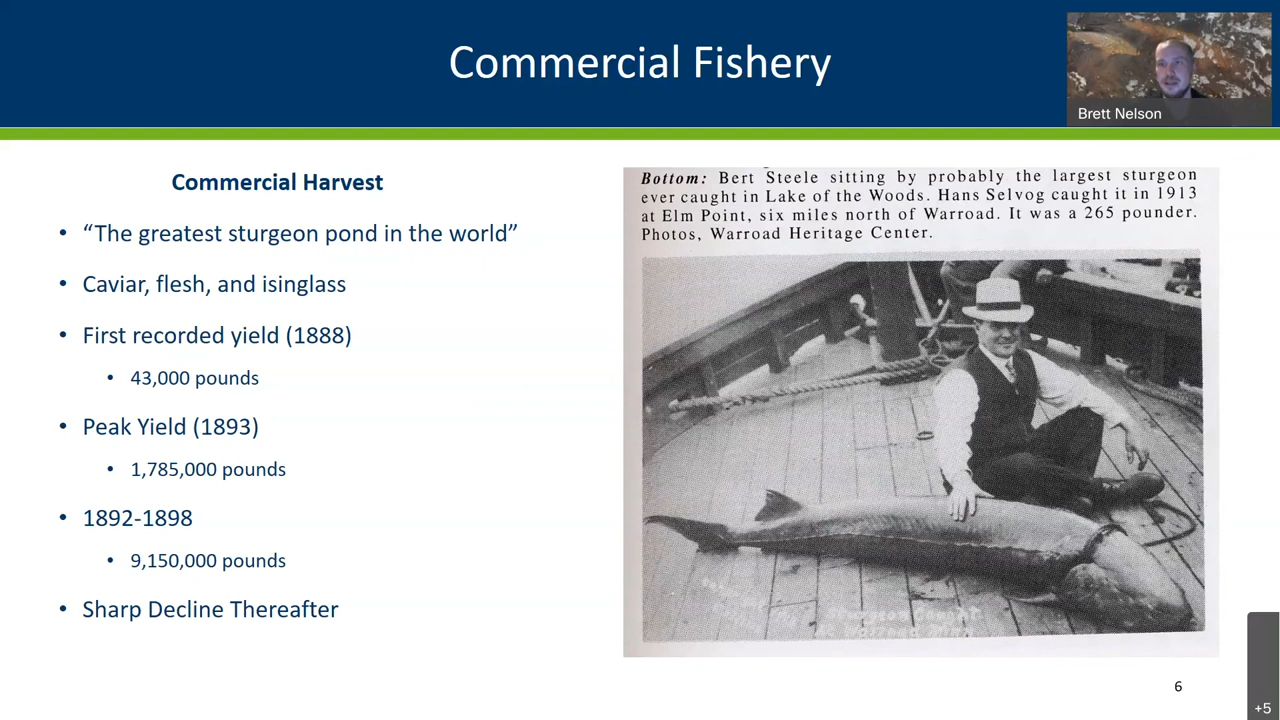 Commercial Fishery
Brett Nelson
Commercial Harvest
• “The greatest sturgeon pond in the world”
• Caviar, flesh, and isinglass
• First recorded yield (1888)
• 43,000 pounds
• Peak Yield (1893)
• 1,785,000 pounds
• 1892-1898
• 9,150,000 pounds
• Sharp Decline Thereafter
Bottom: Bert Steele sitting by probably the largest sturgeon
ever caught in Lake of the Woods. Hans Selvog caught it in 1913
at Elm Point, six miles north of Warroad. It was a 265 pounder.
Photos, Warroad Heritage Center.
6
+5